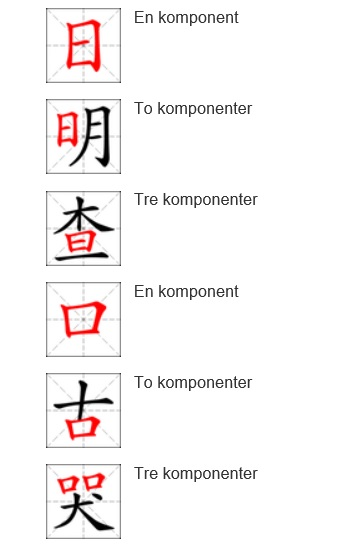 日 En komponent
明 To komponenter
查 Tre komponenter
口 En komponent
古 To komponenter
哭 Tre komponenter